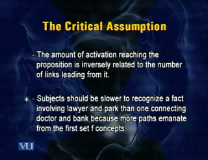 The Critical Assumption
- The amount of activation reaching the
proposition is inversely related to the number
of links leading from it.
- Subjects should be slower to recognize a fact
involving lawyer and park than one connecting
doctor and bank because more paths emanate
from the first set f concepts.
VU